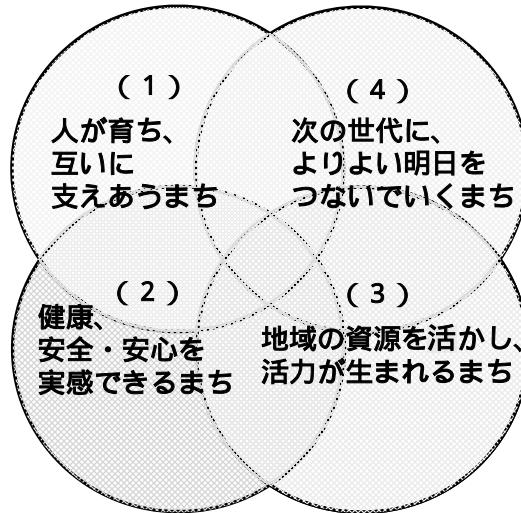 （１）
人が育ち、
互いに
支えあうまち
（４）
次の世代に、
よりよい明日を
つないでいくまち
（２）
健康、
安全・安心を
実感できるまち
（３）
地域の資源を活かし、
活力が生まれるまち